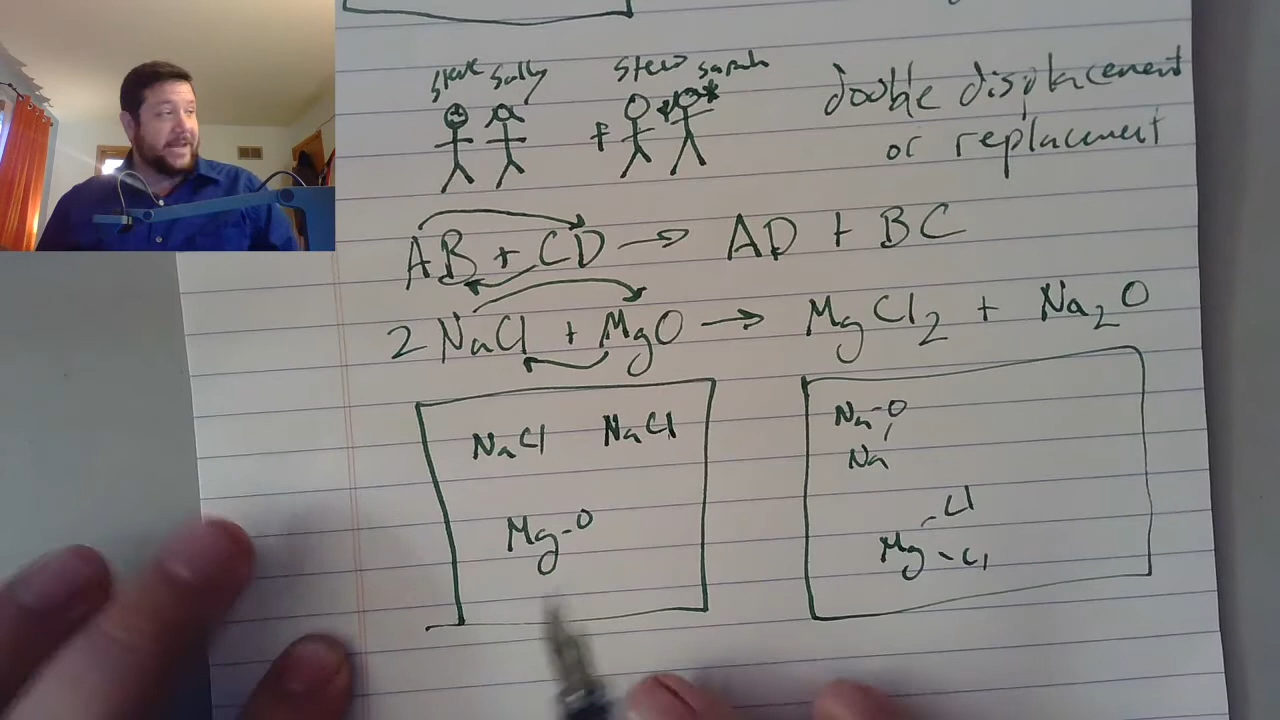 Steve Sally
+ Stew Sarah
double displacement
or replacement
AB + CD → AD + BC
2 NaCl + MgO → MgCl₂ + Na₂O
NaCl NaCl
Mg-O
Na-O
Na
Cl
Mg-Cl